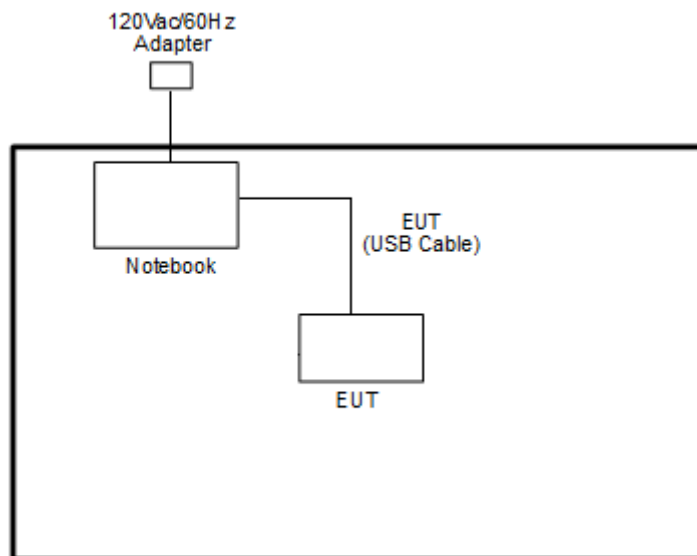 120Vac/60Hz
Adapter
EUT
(USB Cable)
Notebook
EUT